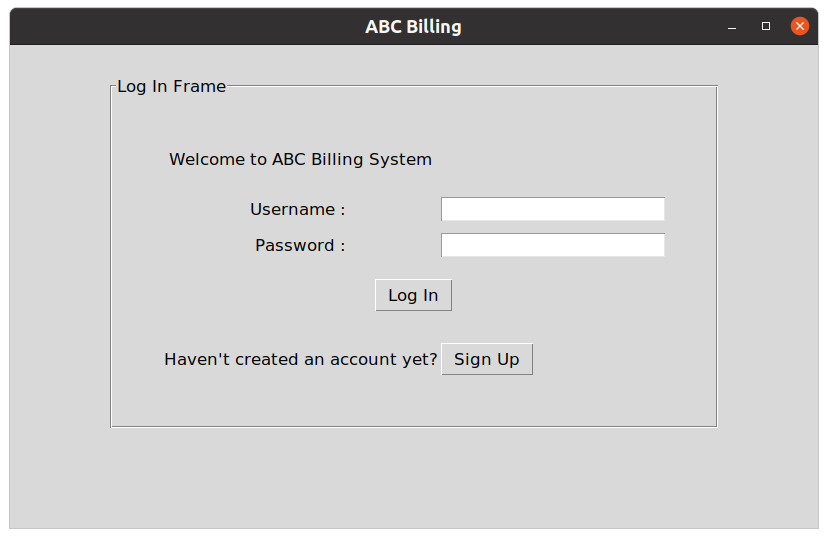 ABC Billing
Log In Frame
Welcome to ABC Billing System
Username :
Password :
Log In
Haven't created an account yet? Sign Up